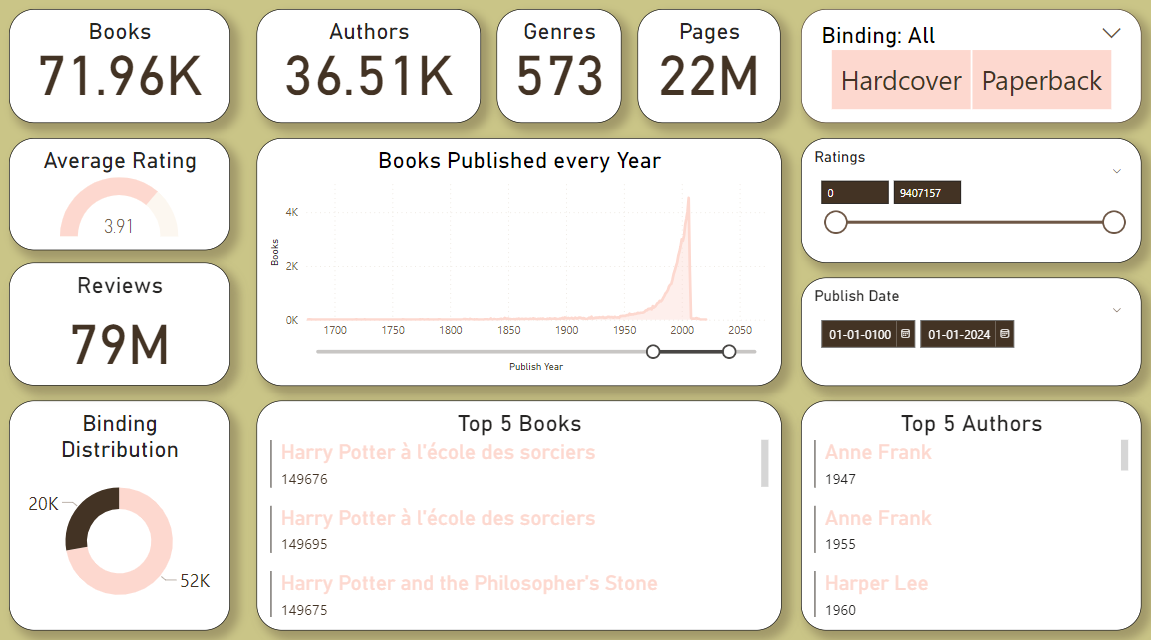 Books
71.96K
Authors
36.51K
Genres
573
Pages
22M
Binding: All
Hardcover
Paperback
Average Rating
3.91
Reviews
79M
Books Published every Year
Books
4K
2K
0K
1700 1750 1800 1850 1900 1950 2000 2050
Publish Year
Ratings
0 9407157
Publish Date
01-01-0100 01-01-2024
Binding
Distribution
20K
52K
Top 5 Books
Harry Potter à l'école des sorciers
149676
Harry Potter à l'école des sorciers
149695
Harry Potter and the Philosopher's Stone
149675
Top 5 Authors
Anne Frank
1947
Anne Frank
1955
Harper Lee
1960